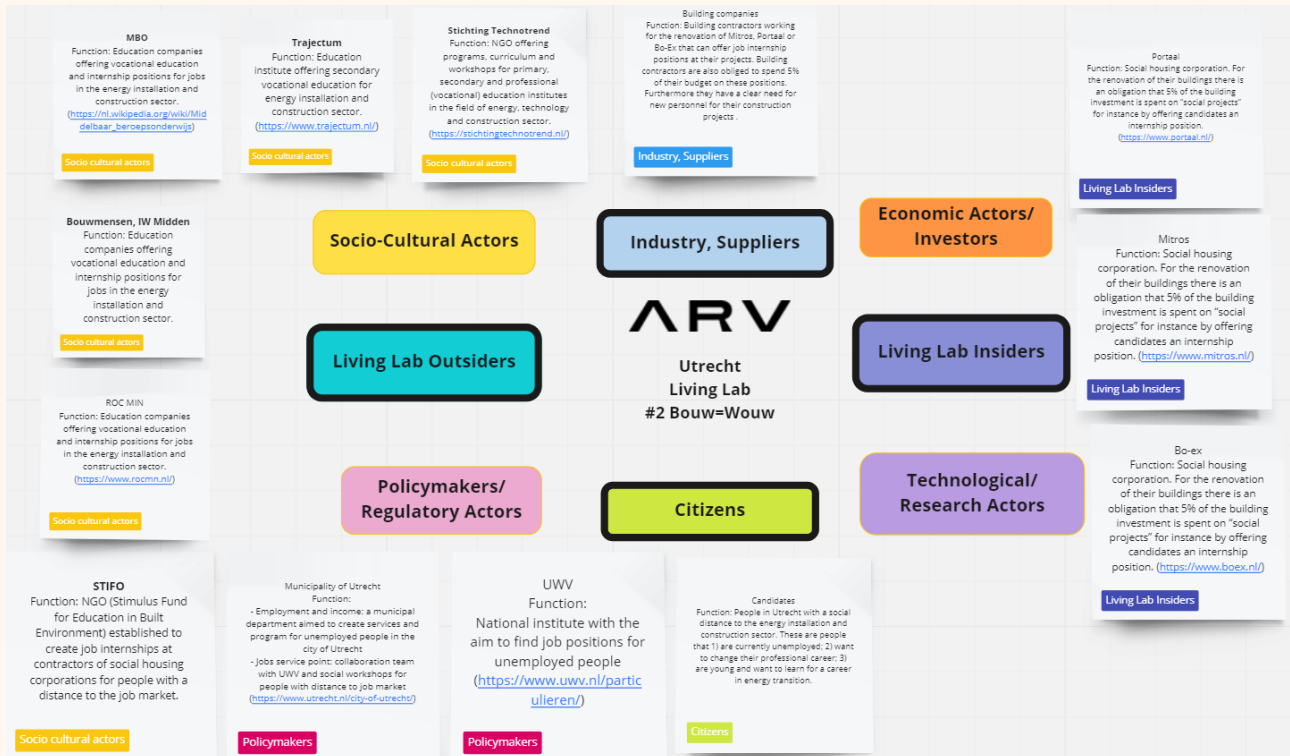 MBO
Function: Education companies
offering vocational education
and internship positions for jobs
in the energy installation and
construction sector.
(https://nl.wikipedia.org/wiki/Mid
delbaar_beroepsonderwijs)
Socio cultural actors
Trajectum
Function: Education
institute offering secondary
vocational education for
energy installation and
construction sector.
(https://www.trajectum.nl/)
Socio cultural actors
Stichting Technotrend
Function: NGO offering
programs, curriculum and
workshops for primary,
secondary and professional
(vocational) education institutes
in the field of energy, technology
and construction sector.
(https://stichtingtechnotrend.nl/)
Socio cultural actors
Building companies
Function: Building contractors working
for the renovation of Mitros, Portaal or
Bo-Ex that can offer job internship
positions at their projects. Building
contractors are also obliged to spend 5%
of their budget on these positions.
Furthermore they have a clear need for
new personnel for their construction
projects .
Industry, Suppliers
Portaal
Function: Social housing corporation. For
the renovation of their buildings there is
an obligation that 5% of the building
investment is spent on "social projects"
for instance by offering candidates an
internship position.
(https://www.portaal.nl/)
Living Lab Insiders
Bouwmensen, IW Midden
Function: Education
companies offering
vocational education and
internship positions for
jobs in the energy
installation and
construction sector.
Socio cultural actors
Socio-Cultural Actors
Industry, Suppliers
Economic Actors/
Investors
Mitros
Function: Social housing
corporation. For the renovation
of their buildings there is an
obligation that 5% of the building
investment is spent on "social
projects" for instance by offering
candidates an internship
position. (https://www.mitros.nl/)
Living Lab Insiders
Living Lab Outsiders
ARV
Utrecht
Living Lab
#2 Bouw=Wouw
Living Lab Insiders
ROC MIN
Function: Education companies
offering vocational education
and internship positions for jobs
in the energy installation and
construction sector.
(https://www.rocmn.nl/)
Socio cultural actors
Policymakers/
Regulatory Actors
Citizens
Technological/
Research Actors
Bo-ex
Function: Social housing
corporation. For the renovation
of their buildings there is an
obligation that 5% of the building
investment is spent on "social
projects" for instance by offering
candidates an internship
position. (https://www.boex.nl/)
Living Lab Insiders
STIFO
Function: NGO (Stimulus Fund
for Education in Built
Environment) established to
create job internships at
contractors of social housing
corporations for people with a
distance to the job market.
Socio cultural actors
Municipality of Utrecht
Function:
- Employment and income: a municipal
department aimed to create services and
program for unemployed people in the
city of Utrecht
- Jobs service point: collaboration team
with UWV and social workshops for
people with distance to job market
(https://www.utrecht.nl/city-of-utrecht/)
Policymakers
UWV
Function:
National institute with the
aim to find job positions for
unemployed people
(https://www.uwv.nl/partic
ulieren/)
Policymakers
Candidates
Function: People in Utrecht with a social
distance to the energy installation and
construction sector. These are people
that 1) are currently unemployed; 2) want
to change their professional career; 3)
are young and want to learn for a career
in energy transition.
Citizens